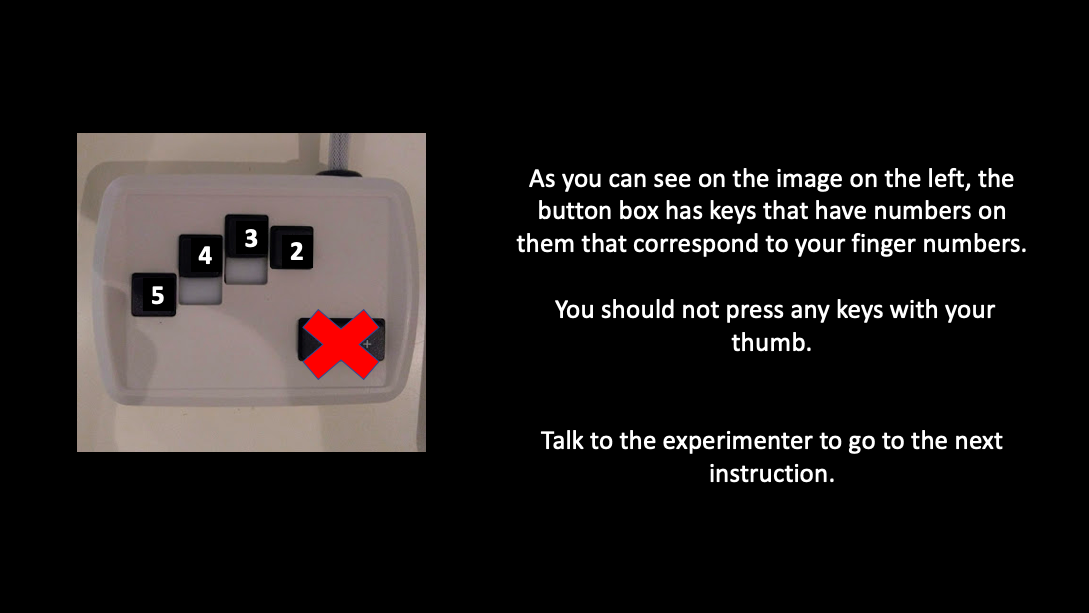 As you can see on the image on the left, the
button box has keys that have numbers on
them that correspond to your finger numbers.
You should not press any keys with your
thumb.
Talk to the experimenter to go to the next
instruction.
5
4
3
2
+